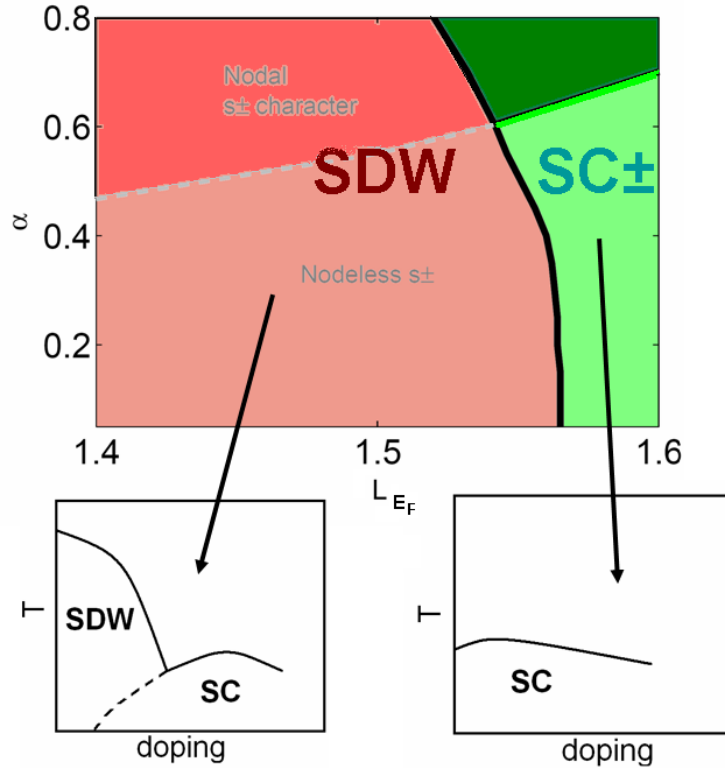 0.8
Nodal
s± character
0.6
SDW
SC±
α
0.4
Nodeless s±
0.2
1.4
1.5
1.6
L E_F
T
SDW
SC
doping
T
SC
doping